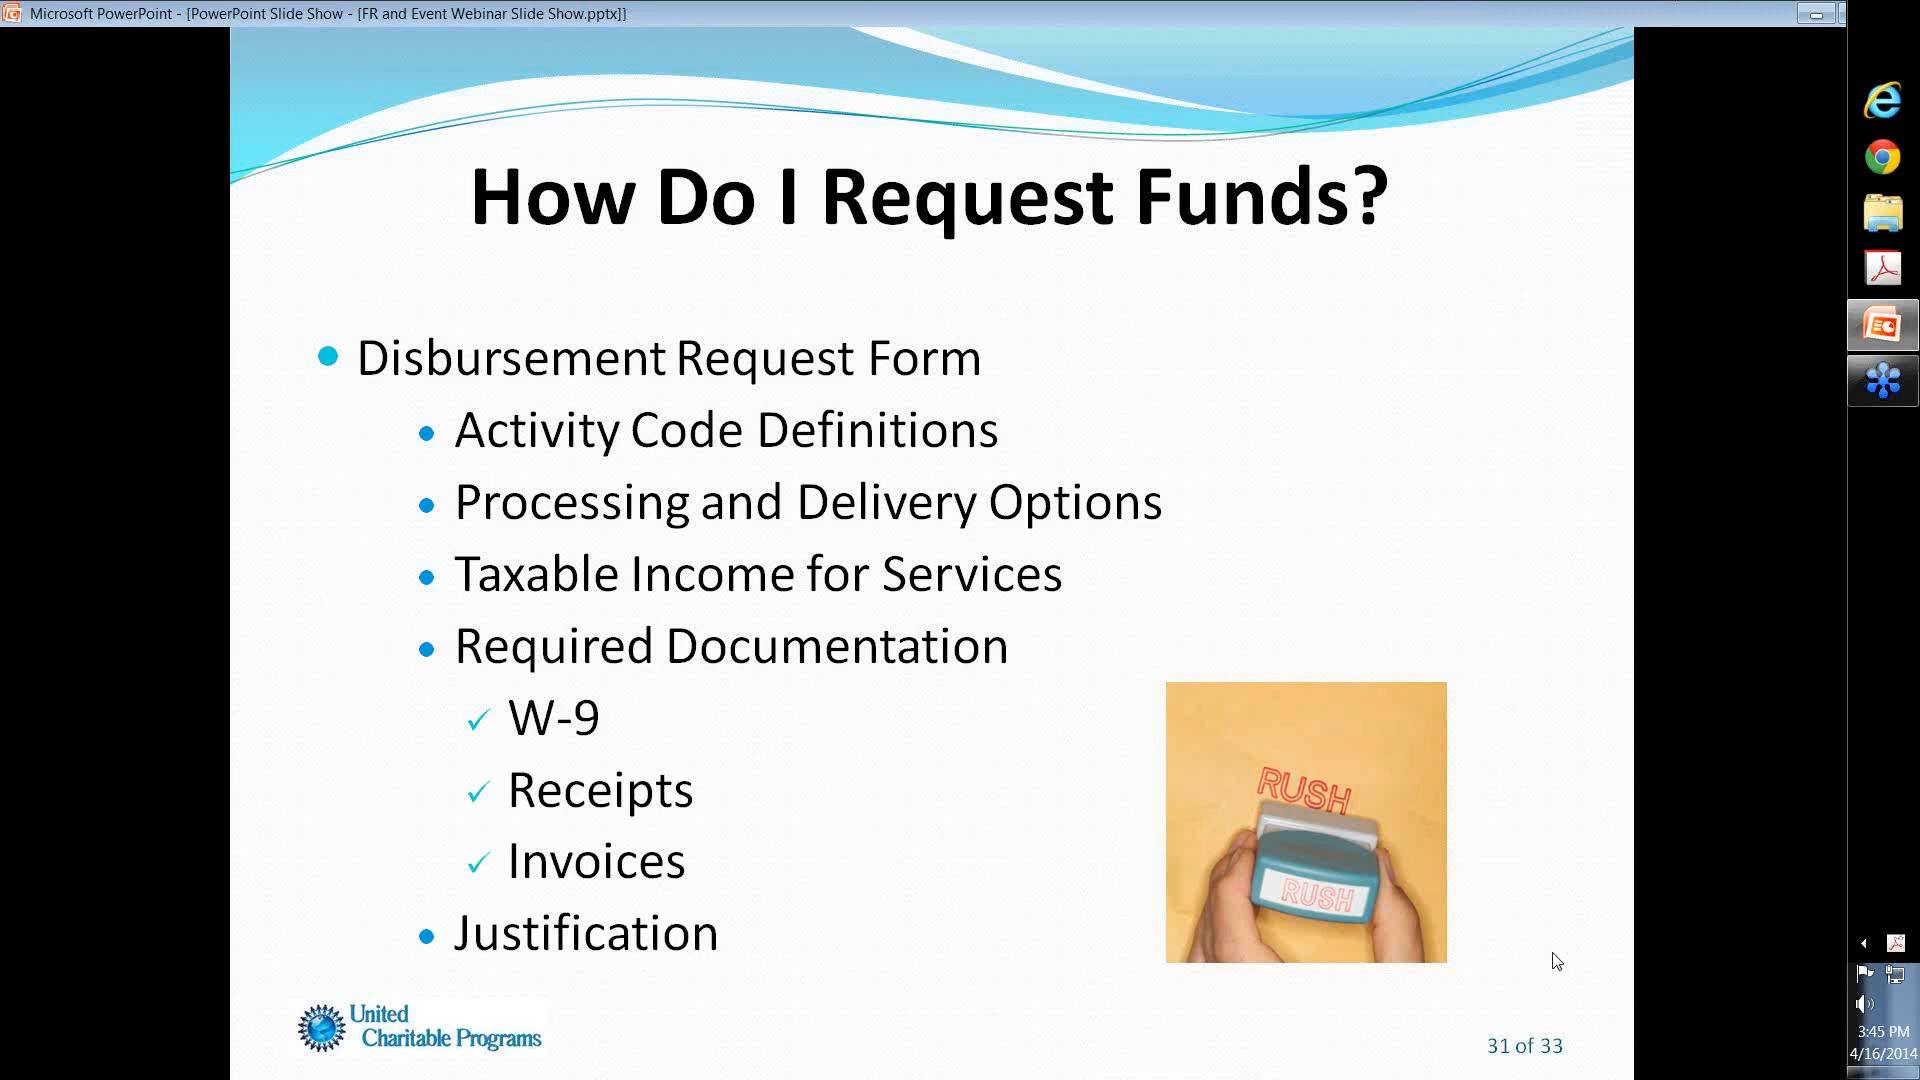 Microsoft PowerPoint - [PowerPoint Slide Show - [FR and Event Webinar Slide Show.pptx]]
How Do I Request Funds?
Disbursement Request Form
Activity Code Definitions
Processing and Delivery Options
Taxable Income for Services
Required Documentation
W-9
Receipts
Invoices
Justification
RUSH
RUSH
United
Charitable Programs
31 of 33
3:45 PM
4/16/2014